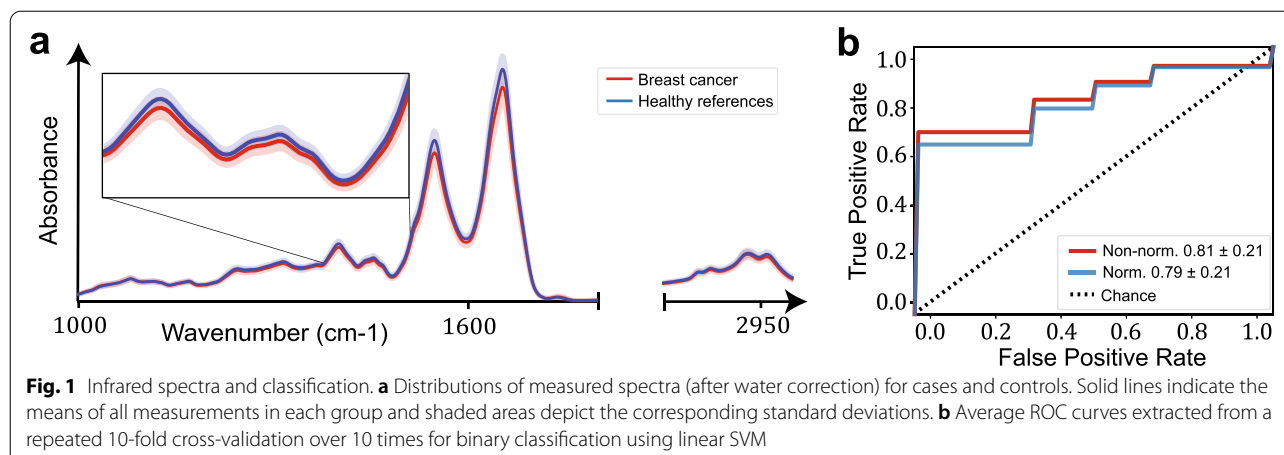 a
Absorbance
Breast cancer
Healthy references
1000
Wavenumber (cm-1)
1600
2950
b
True Positive Rate
1.0
0.8
0.6
0.4
0.2
0.0
Non-norm. 0.81 ± 0.21
Norm. 0.79 ± 0.21
Chance
0.0 0.2 0.4 0.6 0.8 1.0
False Positive Rate
Fig. 1 Infrared spectra and classification. a Distributions of measured spectra (after water correction) for cases and controls. Solid lines indicate the
means of all measurements in each group and shaded areas depict the corresponding standard deviations. b Average ROC curves extracted from a
repeated 10-fold cross-validation over 10 times for binary classification using linear SVM